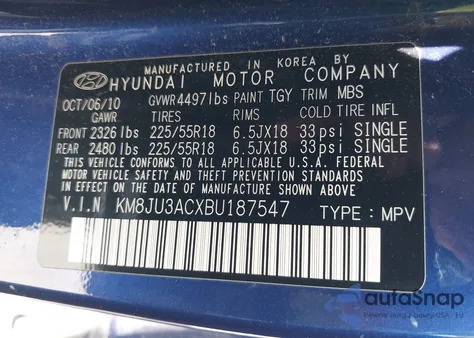 MANUFACTURED IN KOREA BY
HYUNDAI MOTOR COMPANY
OCT/06/10 GVWR4497lbs PAINT TGY TRIM MBS
GAWR TIRES RIMS COLD TIRE INFL
FRONT 2326lbs 225/55R18 6.5JX18 33psi SINGLE
REAR 2480lbs 225/55R18 6.5JX18 33psi SINGLE
THIS VEHICLE CONFORMS TO ALL APPLICABLE U.S.A. FEDERAL
MOTOR VEHICLE SAFETY AND THEFT PREVENTION STANDARDS
IN EFFECT ON THE DATE OF MANUFACTURE SHOWN ABOVE.
V.I.N KM8JU3ACXBU187547 TYPE : MPV
autoSnap